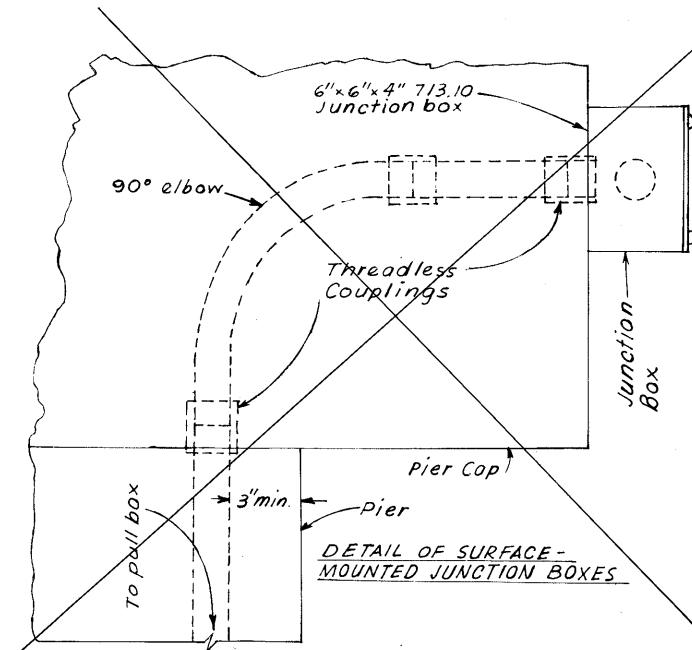 6"x6"x4" 713.10
Junction box
90° elbow
Threadless
Couplings
Junction
Box
Pier Cap
3"min.
Pier
To pull box
DETAIL OF SURFACE-
MOUNTED JUNCTION BOXES